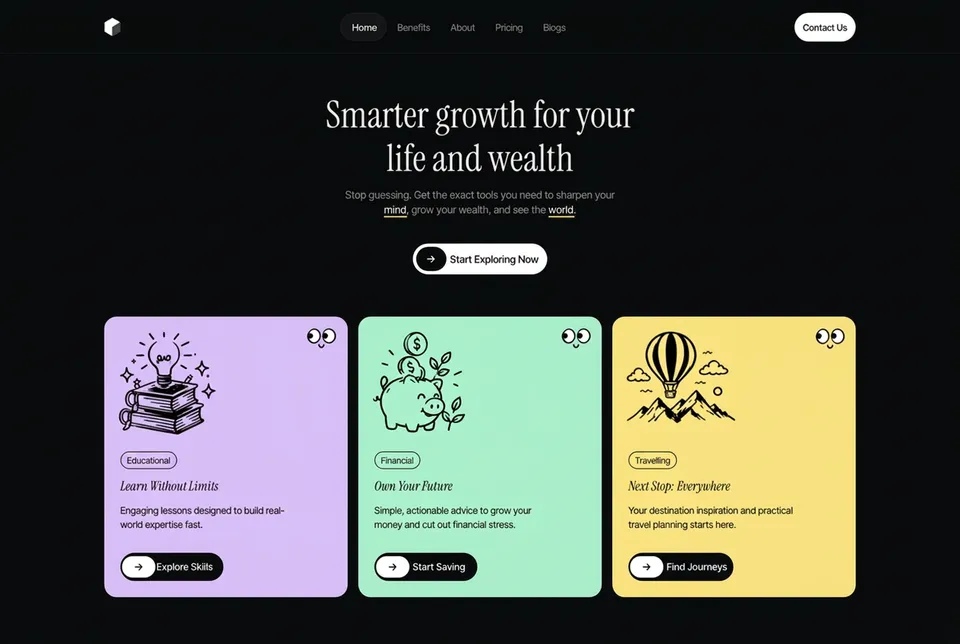 Home
Benefits
About
Pricing
Blogs
Contact Us
Smarter growth for your
life and wealth
Stop guessing. Get the exact tools you need to sharpen your
mind, grow your wealth, and see the world.
→ Start Exploring Now
$
$
Educational
Learn Without Limits
Engaging lessons designed to build real-
world expertise fast.
→ Explore Skills
Financial
Own Your Future
Simple, actionable advice to grow your
money and cut out financial stress.
→ Start Saving
Travelling
Next Stop: Everywhere
Your destination inspiration and practical
travel planning starts here.
→ Find Journeys